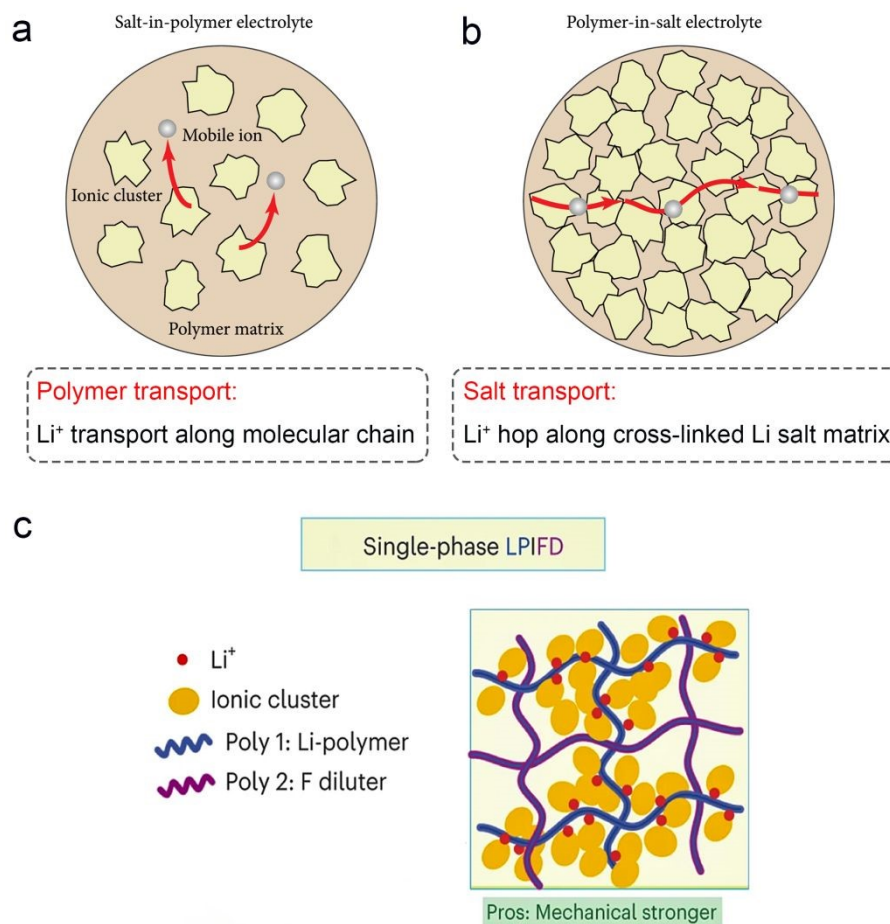 a
Salt-in-polymer electrolyte
Mobile ion
Ionic cluster
Polymer matrix
Polymer transport:
Li⁺ transport along molecular chain
b
Polymer-in-salt electolyte
Salt transport:
Li⁺ hop along cross-linked Li salt matrix
c
Single-phase LPIFD
Li⁺
Ionic cluster
Poly 1: Li-polymer
Poly 2: F diluter
Pros: Mechanical stronger